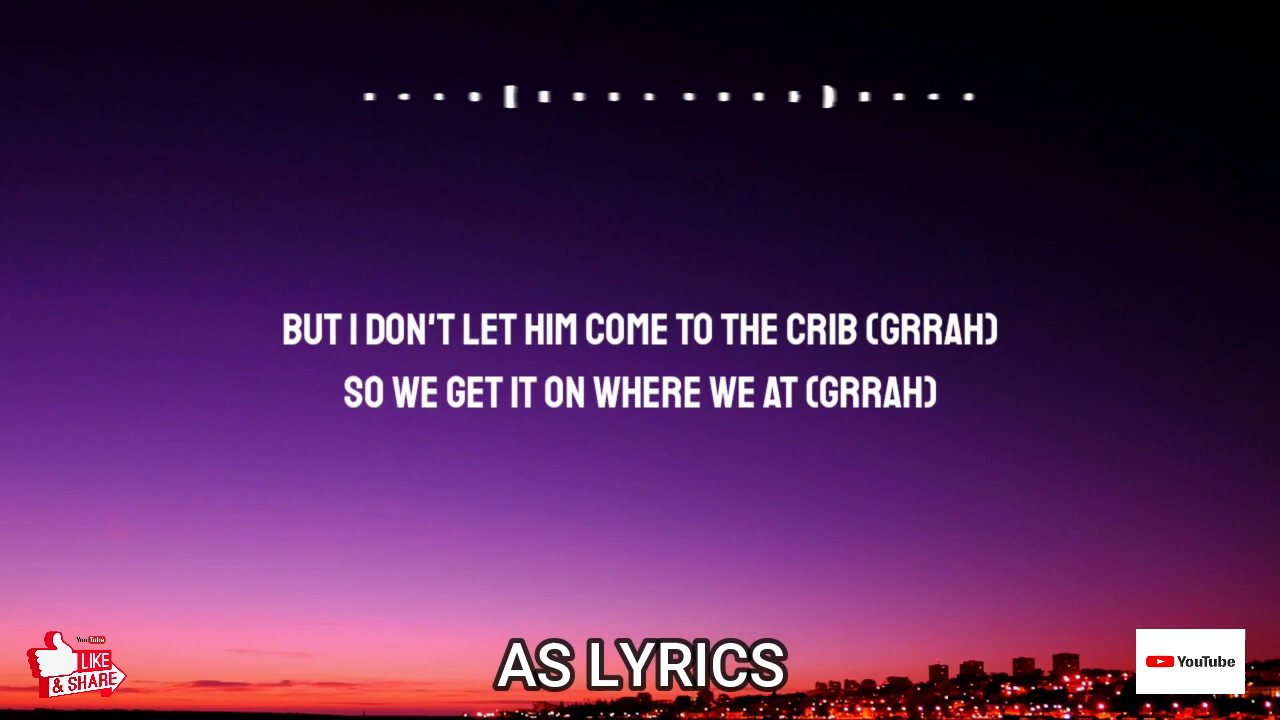 BUT I DON'T LET HIM COME TO THE CRIB (GRRAH)
SO WE GET IT ON WHERE WE AT (GRRAH)
YouTube
LIKE
& SHARE
AS LYRICS
YouTube